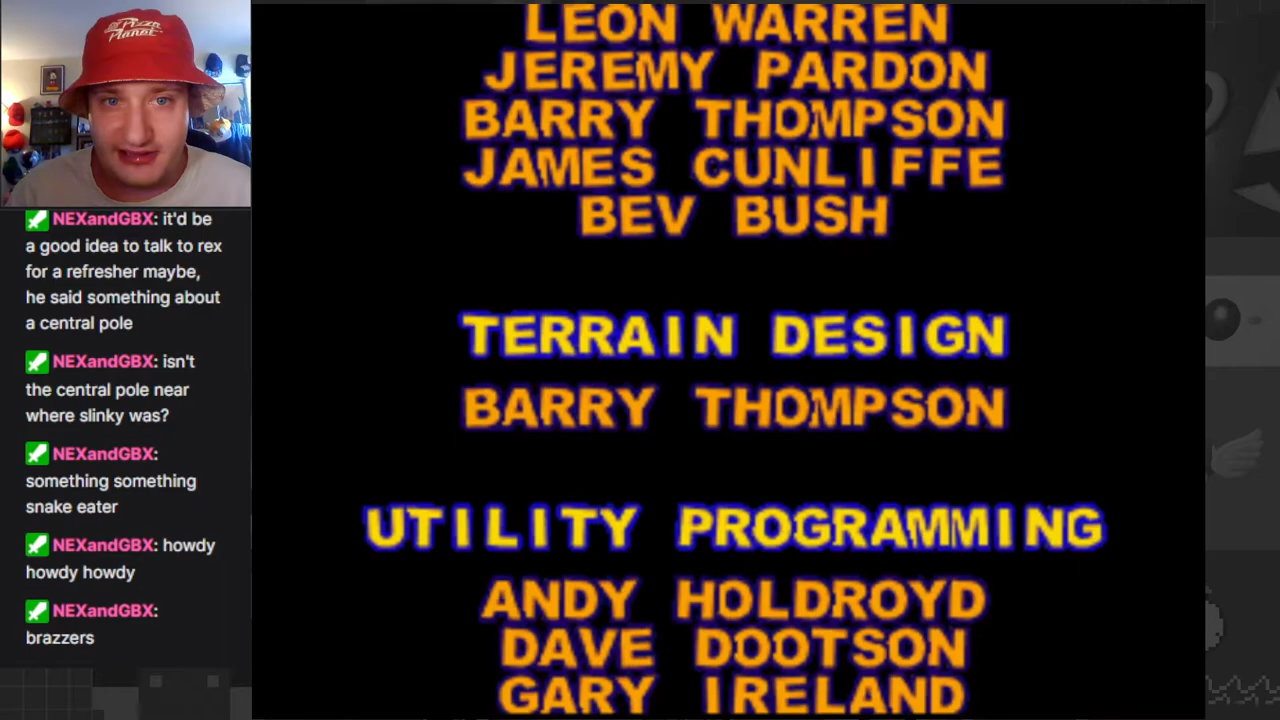 Pizza
Planet
NEXandGBX: it'd be
a good idea to talk to rex
for a refresher maybe,
he said something about
a central pole
NEXandGBX: isn't
the central pole near
where slinky was?
NEXandGBX:
something something
snake eater
NEXandGBX: howdy
howdy howdy
NEXandGBX:
brazzers
LEON WARREN
JEREMY PARDON
BARRY THOMPSON
JAMES CUNLIFFE
BEV BUSH
TERRAIN DESIGN
BARRY THOMPSON
UTILITY PROGRAMMING
ANDY HOLDROYD
DAVE DOOTSON
GARY IRELAND